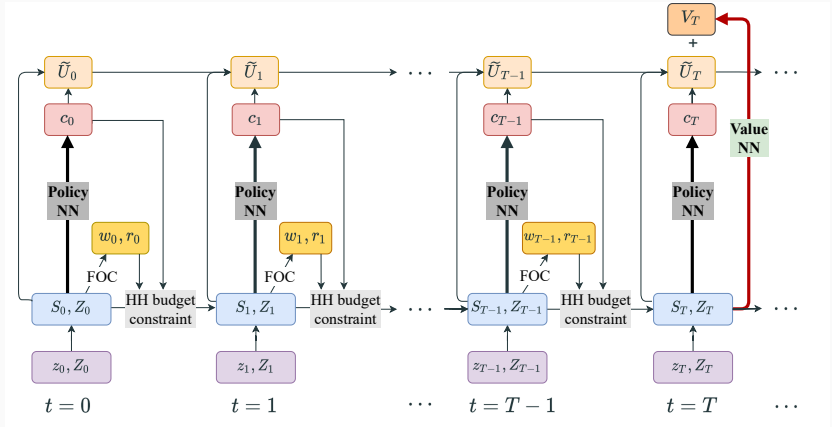 V_T
+
Ũ_0
Ũ_1
···
Ũ_{T−1}
Ũ_T
···
c_0
c_1
c_{T−1}
c_T
Value
NN
Policy
NN
Policy
NN
Policy
NN
Policy
NN
w_0, r_0
w_1, r_1
w_{T−1}, r_{T−1}
FOC
FOC
FOC
S_0, Z_0
HH budget
constraint
S_1, Z_1
HH budget
constraint
···
S_{T−1}, Z_{T−1}
HH budget
constraint
S_T, Z_T
···
z_0, Z_0
z_1, Z_1
z_{T−1}, Z_{T−1}
z_T, Z_T
t = 0
t = 1
···
t = T − 1
t = T
···